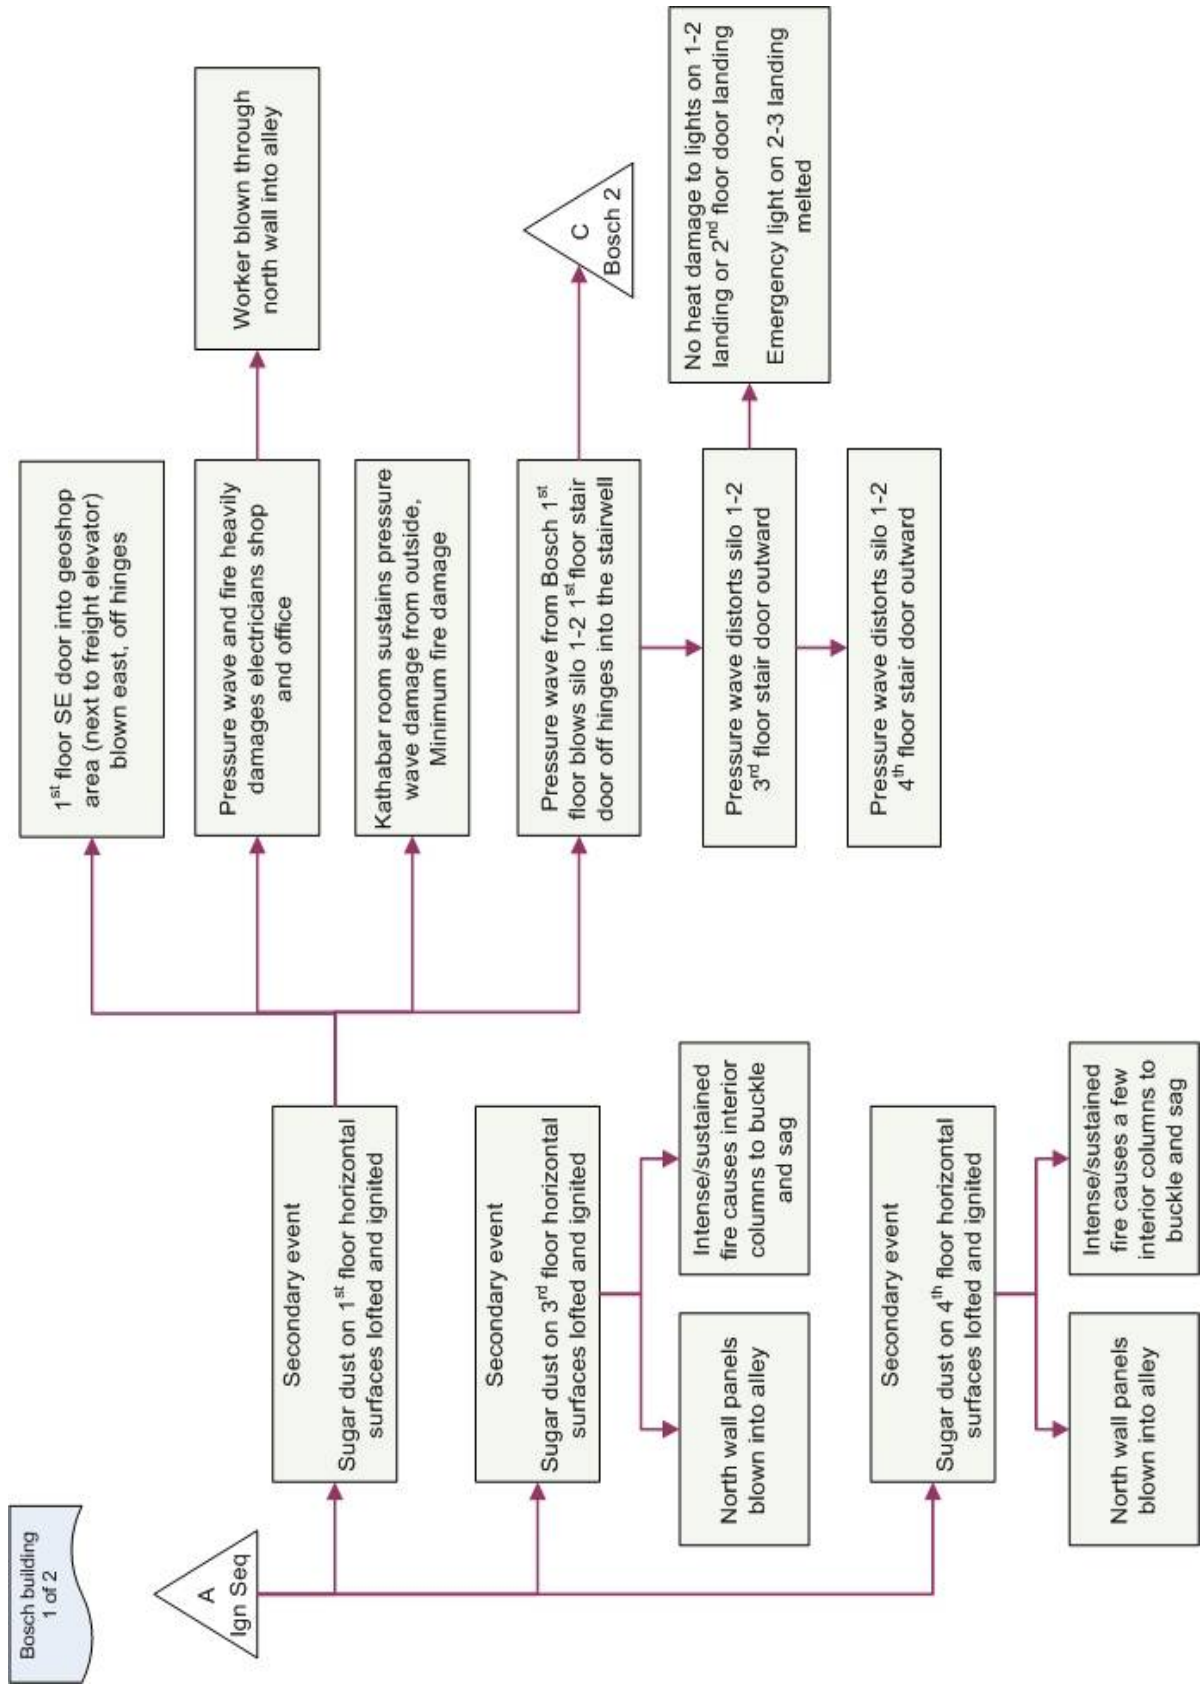 Bosch building
1 of 2
A
Ign Seq
Secondary event
Sugar dust on 1st floor horizontal
surfaces lofted and ignited
Secondary event
Sugar dust on 3rd floor horizontal
surfaces lofted and ignited
North wall panels
blown into alley
Intense/sustained
fire causes interior
columns to buckle
and sag
Secondary event
Sugar dust on 4th floor horizontal
surfaces lofted and ignited
North wall panels
blown into alley
Intense/sustained
fire causes a few
interior columns to
buckle and sag
1st floor SE door into geoshop
area (next to freight elevator)
blown east, off hinges
Pressure wave and fire heavily
damages electricians shop
and office
Worker blown through
north wall into alley
Kathabar room sustains pressure
wave damage from outside,
Minimum fire damage
Pressure wave from Bosch 1st
floor blows silo 1-2 1st floor stair
door off hinges into the stairwell
C
Bosch 2
Pressure wave distorts silo 1-2
3rd floor stair door outward
No heat damage to lights on 1-2
landing or 2nd floor door landing
Emergency light on 2-3 landing
melted
Pressure wave distorts silo 1-2
4th floor stair door outward